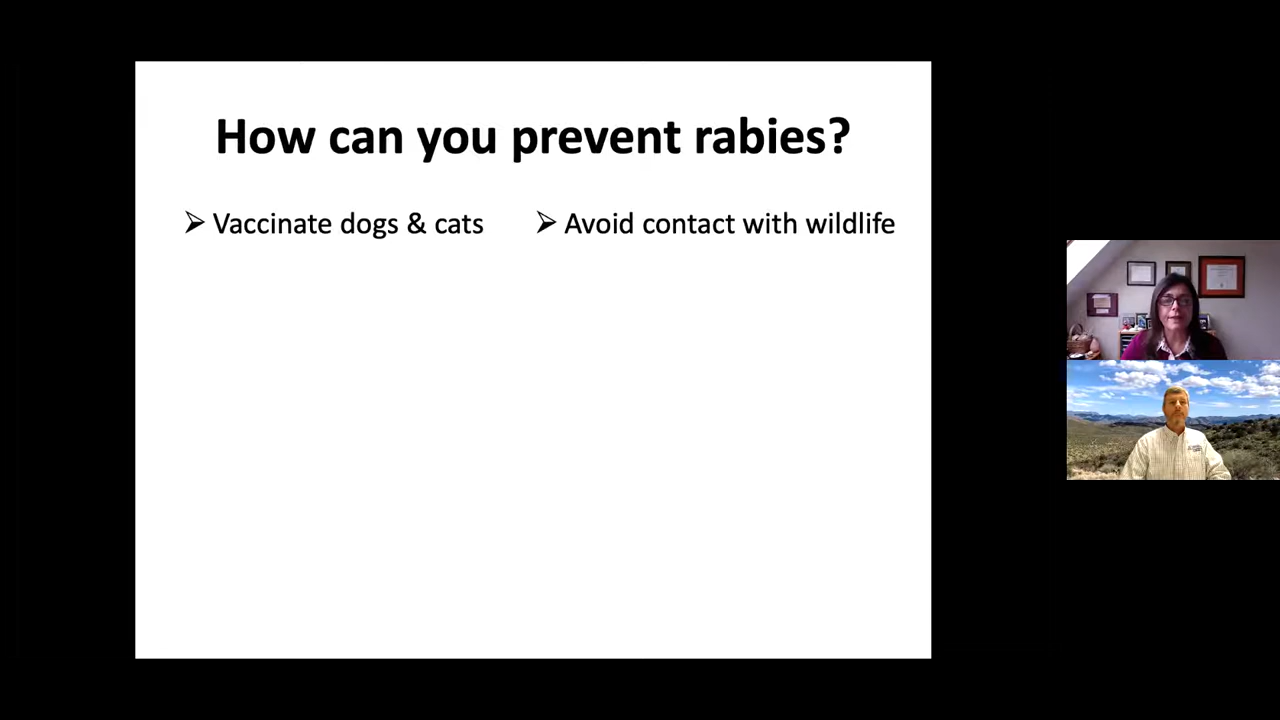 How can you prevent rabies?
➢ Vaccinate dogs & cats
➢ Avoid contact with wildlife